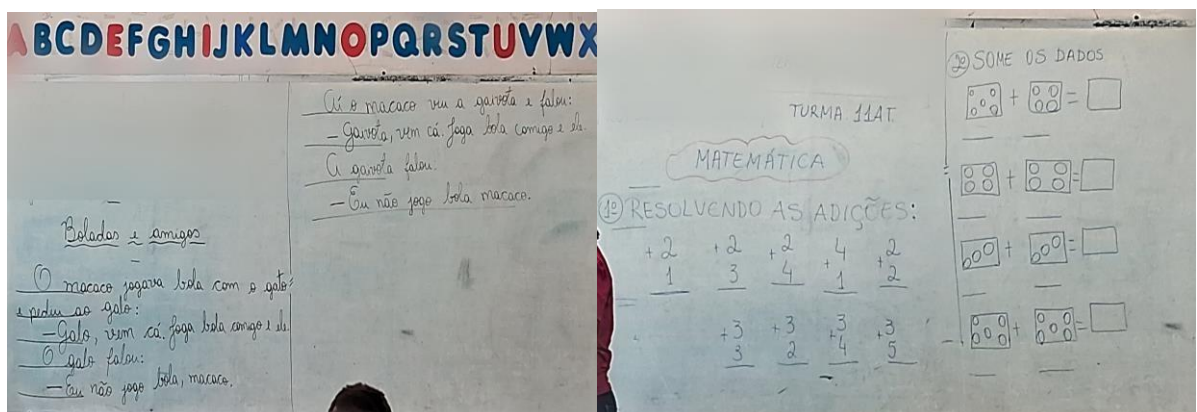 ABCDEFGHIJKLMNOPQRSTUVWX
Boladas e amigos
O macaco jogava bola com o gato
e pediu ao galo:
— Galo, vem cá. Joga bola comigo e ele.
O galo falou:
— Eu não jogo bola, macaco.
Aí o macaco viu a gaivota e falou:
— Gaivota, vem cá. Joga bola comigo e ele.
A gaivota falou:
— Eu não jogo bola macaco.
TURMA 11AT
MATEMÁTICA
1º RESOLVENDO AS ADIÇÕES:
+2 +2 +2 +4 +2
1 3 4 1 2
+3 +3 +3 +3
3 2 4 5
2º SOME OS DADOS
+ =
+ =
+ =
+ =